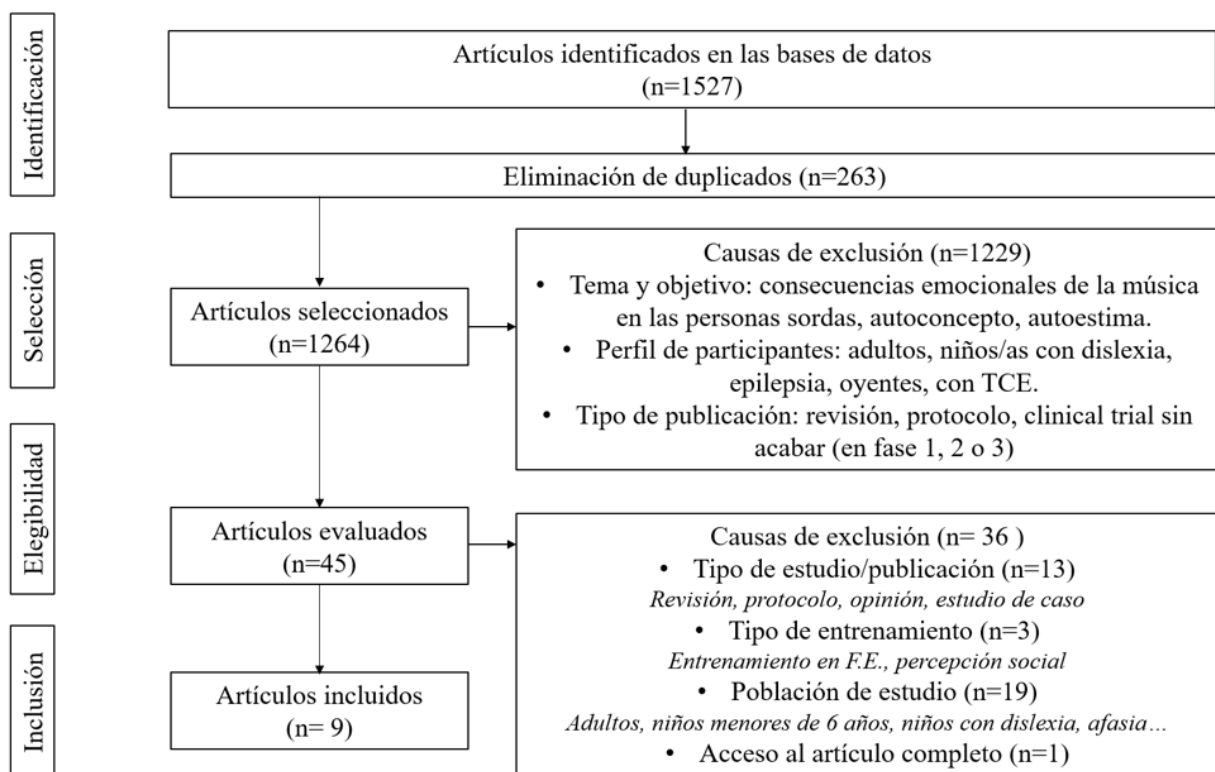 Identificación
Artículos identificados en las bases de datos
(n=1527)
Eliminación de duplicados (n=263)
Selección
Artículos seleccionados
(n=1264)
Causas de exclusión (n=1229)
• Tema y objetivo: consecuencias emocionales de la música
en las personas sordas, autoconcepto, autoestima.
• Perfil de participantes: adultos, niños/as con dislexia,
epilepsia, oyentes, con TCE.
• Tipo de publicación: revisión, protocolo, clinical trial sin
acabar (en fase 1, 2 o 3)
Elegibilidad
Artículos evaluados
(n=45)
Causas de exclusión (n= 36 )
• Tipo de estudio/publicación (n=13)
Revisión, protocolo, opinión, estudio de caso
• Tipo de entrenamiento (n=3)
Entrenamiento en F.E., percepción social
• Población de estudio (n=19)
Adultos, niños menores de 6 años, niños con dislexia, afasia…
• Acceso al artículo completo (n=1)
Inclusión
Artículos incluidos
(n= 9)